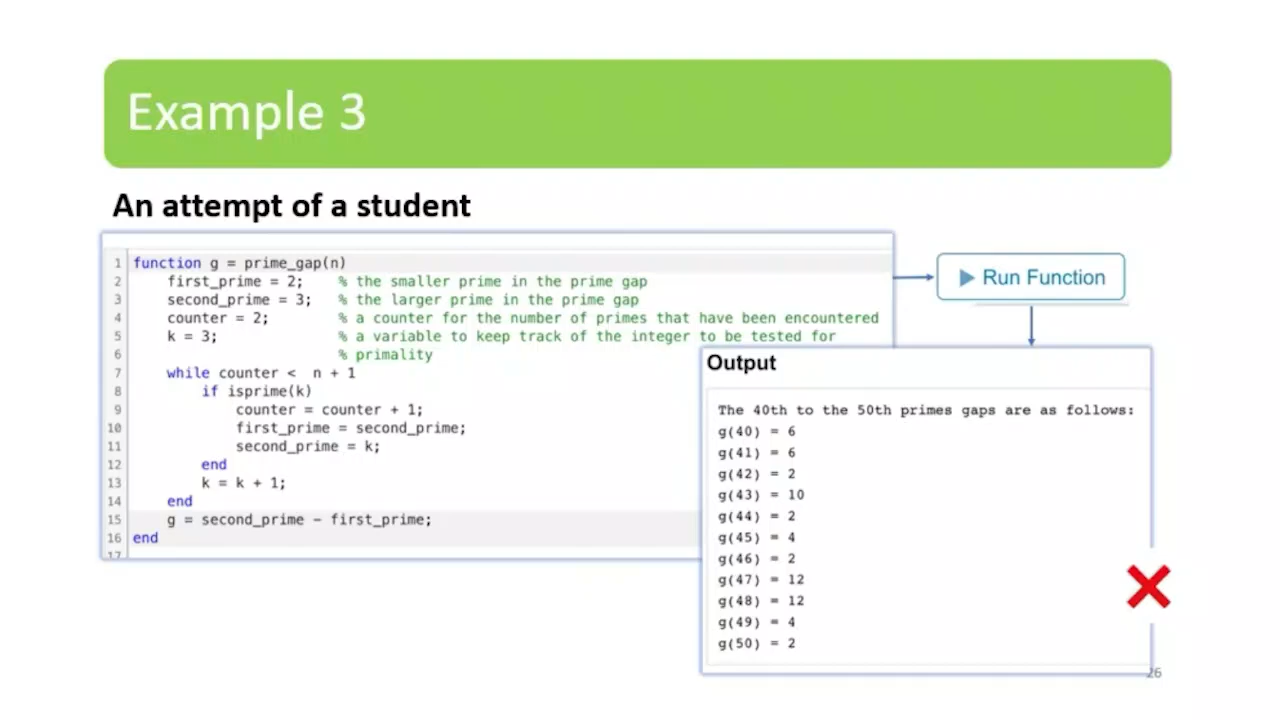 Example 3
An attempt of a student
1 function g = prime_gap(n)
2 first_prime = 2; % the smaller prime in the prime gap
3 second_prime = 3; % the larger prime in the prime gap
4 counter = 2; % a counter for the number of primes that have been encountered
5 k = 3; % a variable to keep track of the integer to be tested for
6 % primality
7 while counter < n + 1
8 if isprime(k)
9 counter = counter + 1;
10 first_prime = second_prime;
11 second_prime = k;
12 end
13 k = k + 1;
14 end
15 g = second_prime - first_prime;
16 end
17
Run Function
Output
The 40th to the 50th primes gaps are as follows:
g(40) = 6
g(41) = 6
g(42) = 2
g(43) = 10
g(44) = 2
g(45) = 4
g(46) = 2
g(47) = 12
g(48) = 12
g(49) = 4
g(50) = 2
26